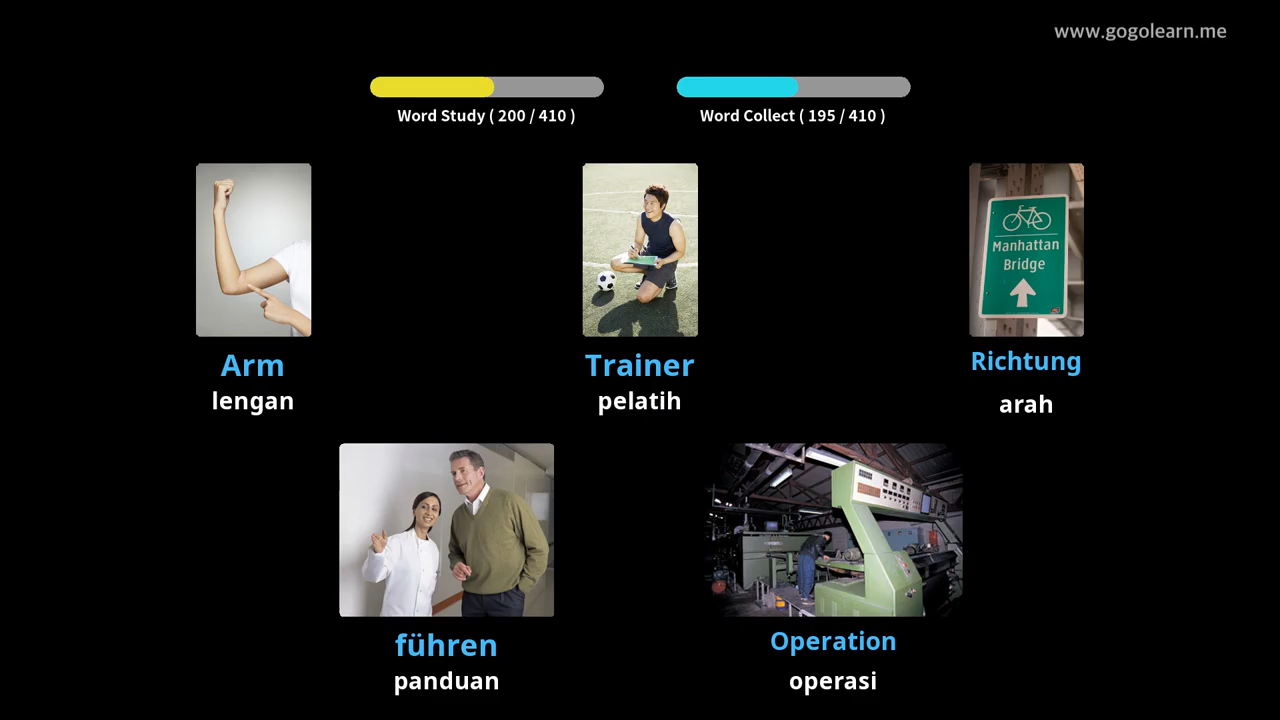 www.gogolearn.me
Word Study ( 200 / 410 )
Word Collect ( 195 / 410 )
Manhattan
Bridge
Arm
lengan
Trainer
pelatih
Richtung
arah
führen
panduan
Operation
operasi